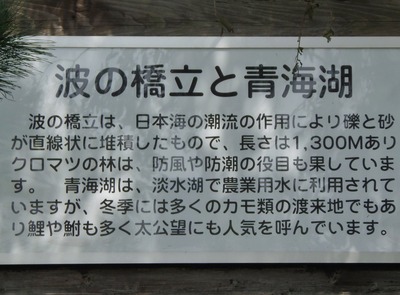 波の橋立と青海湖
波の橋立は、日本海の潮流の作用により礫と砂
が直線状に堆積したもので、長さは1,300Mあり
クロマツの林は、防風や防潮の役目も果していま
す。 青海湖は、淡水湖で農業用水に利用されて
いますが、冬季には多くのカモ類の渡来地でもあ
り鯉や鮒も多く太公望にも人気を呼んでいます。